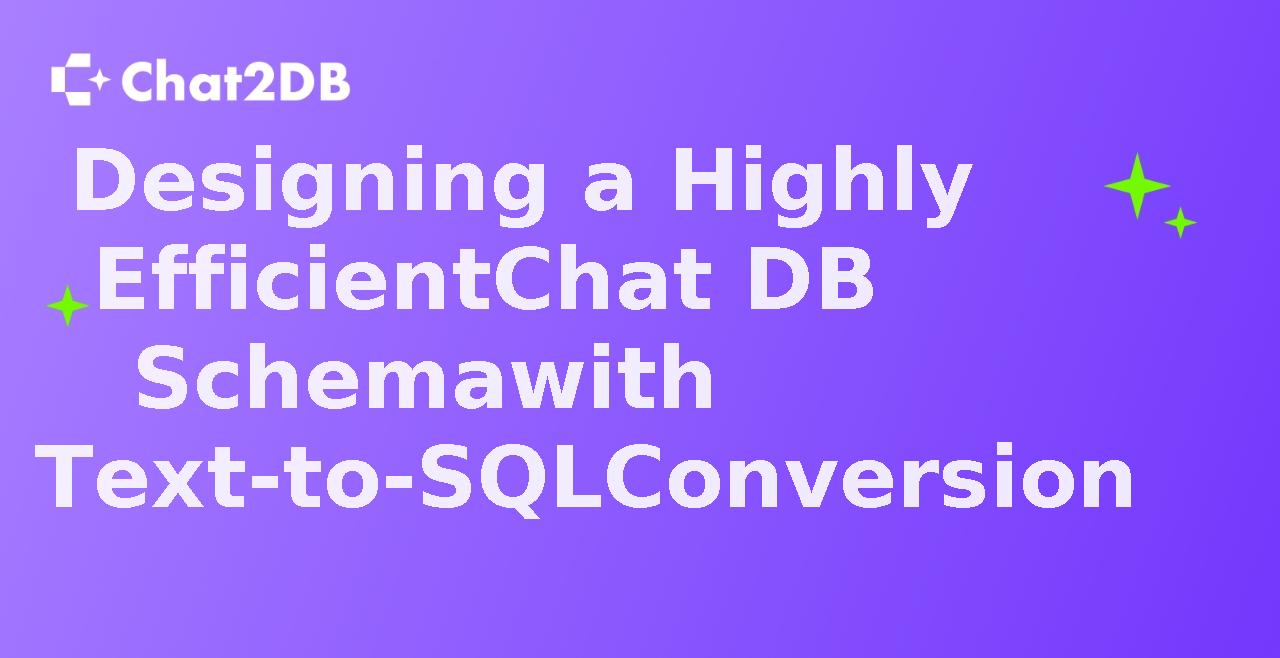 Chat2DB
Designing a Highly
EfficientChat DB
Schemawith
Text-to-SQLConversion